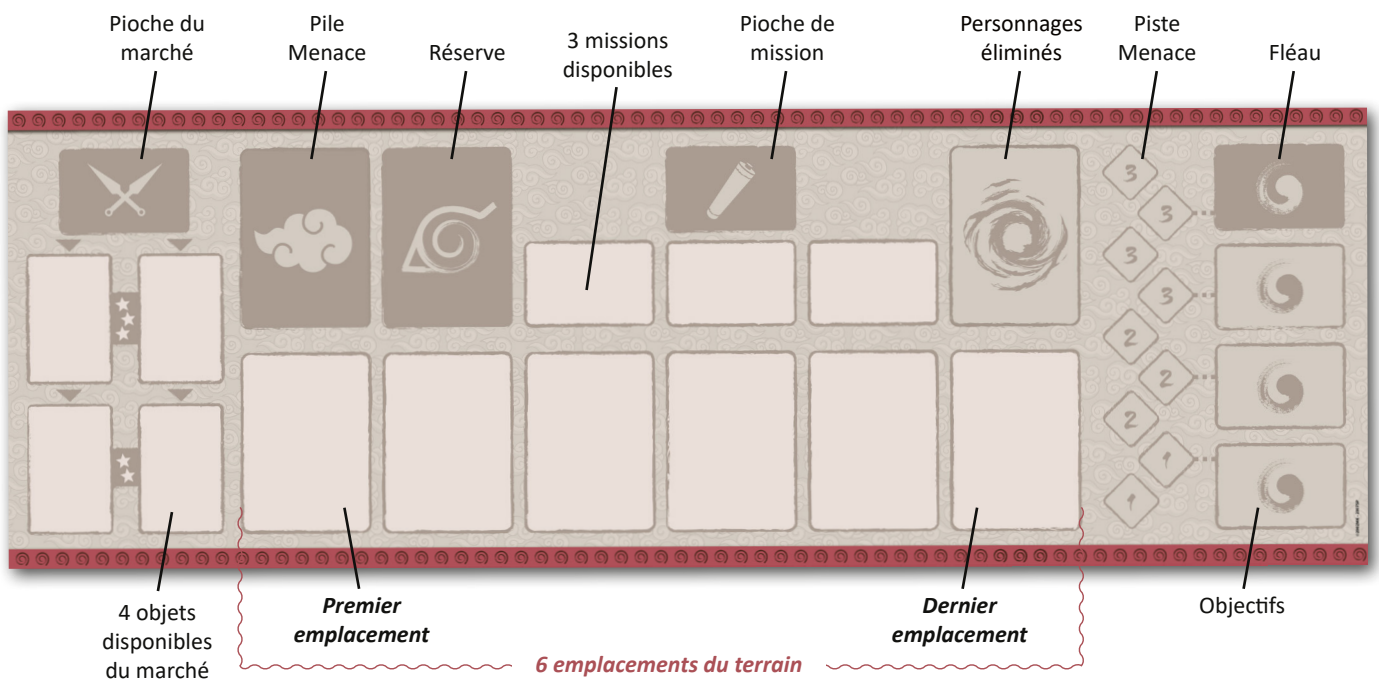 Pioche du
marché
Pile
Menace
Réserve
3 missions
disponibles
Pioche de
mission
Personnages
éliminés
Piste
Menace
Fléau
3
3
3
3
2
2
2
1
1
4 objets
disponibles
du marché
Premier
emplacement
Dernier
emplacement
Objectifs
6 emplacements du terrain